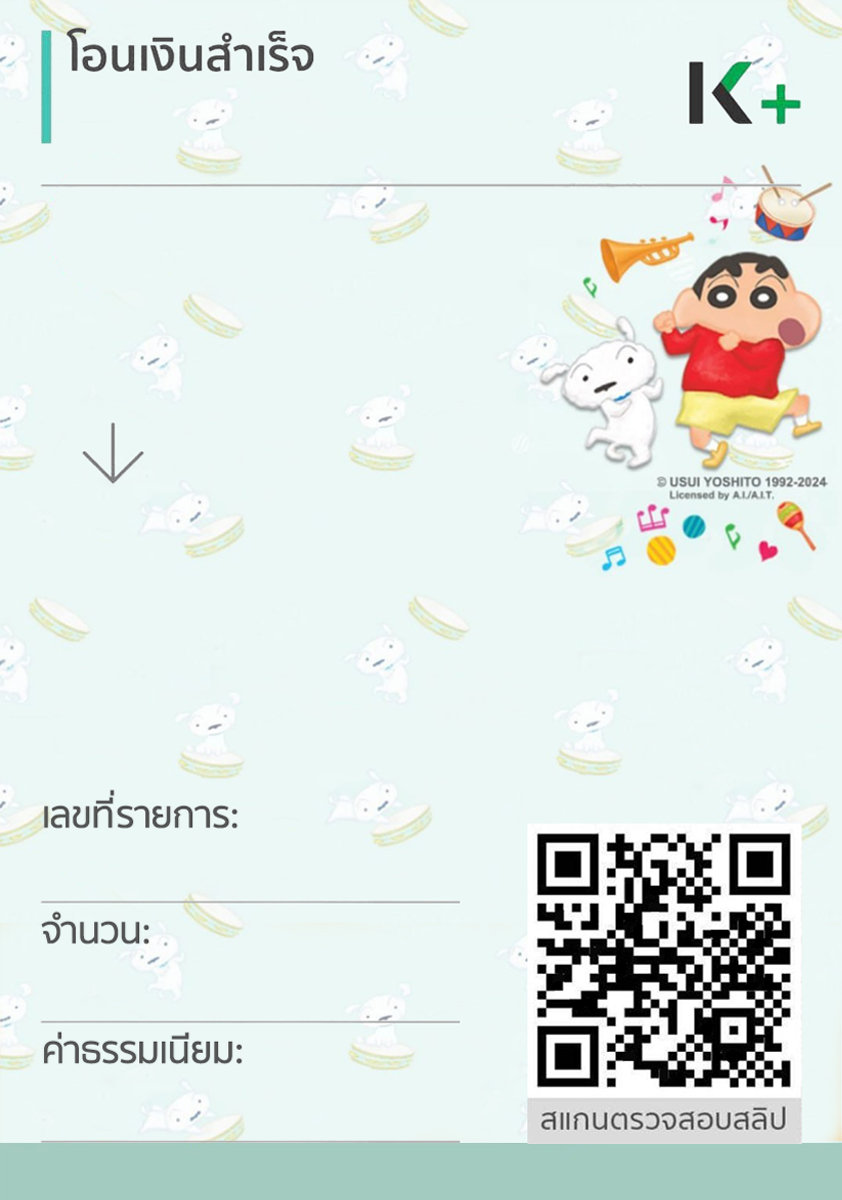 โอนเงินสำเร็จ
K+
© USUI YOSHITO 1992-2024
Licensed by A.I./A.I.T.
เลขที่รายการ:
จำนวน:
ค่าธรรมเนียม:
สแกนตรวจสอบสลิป